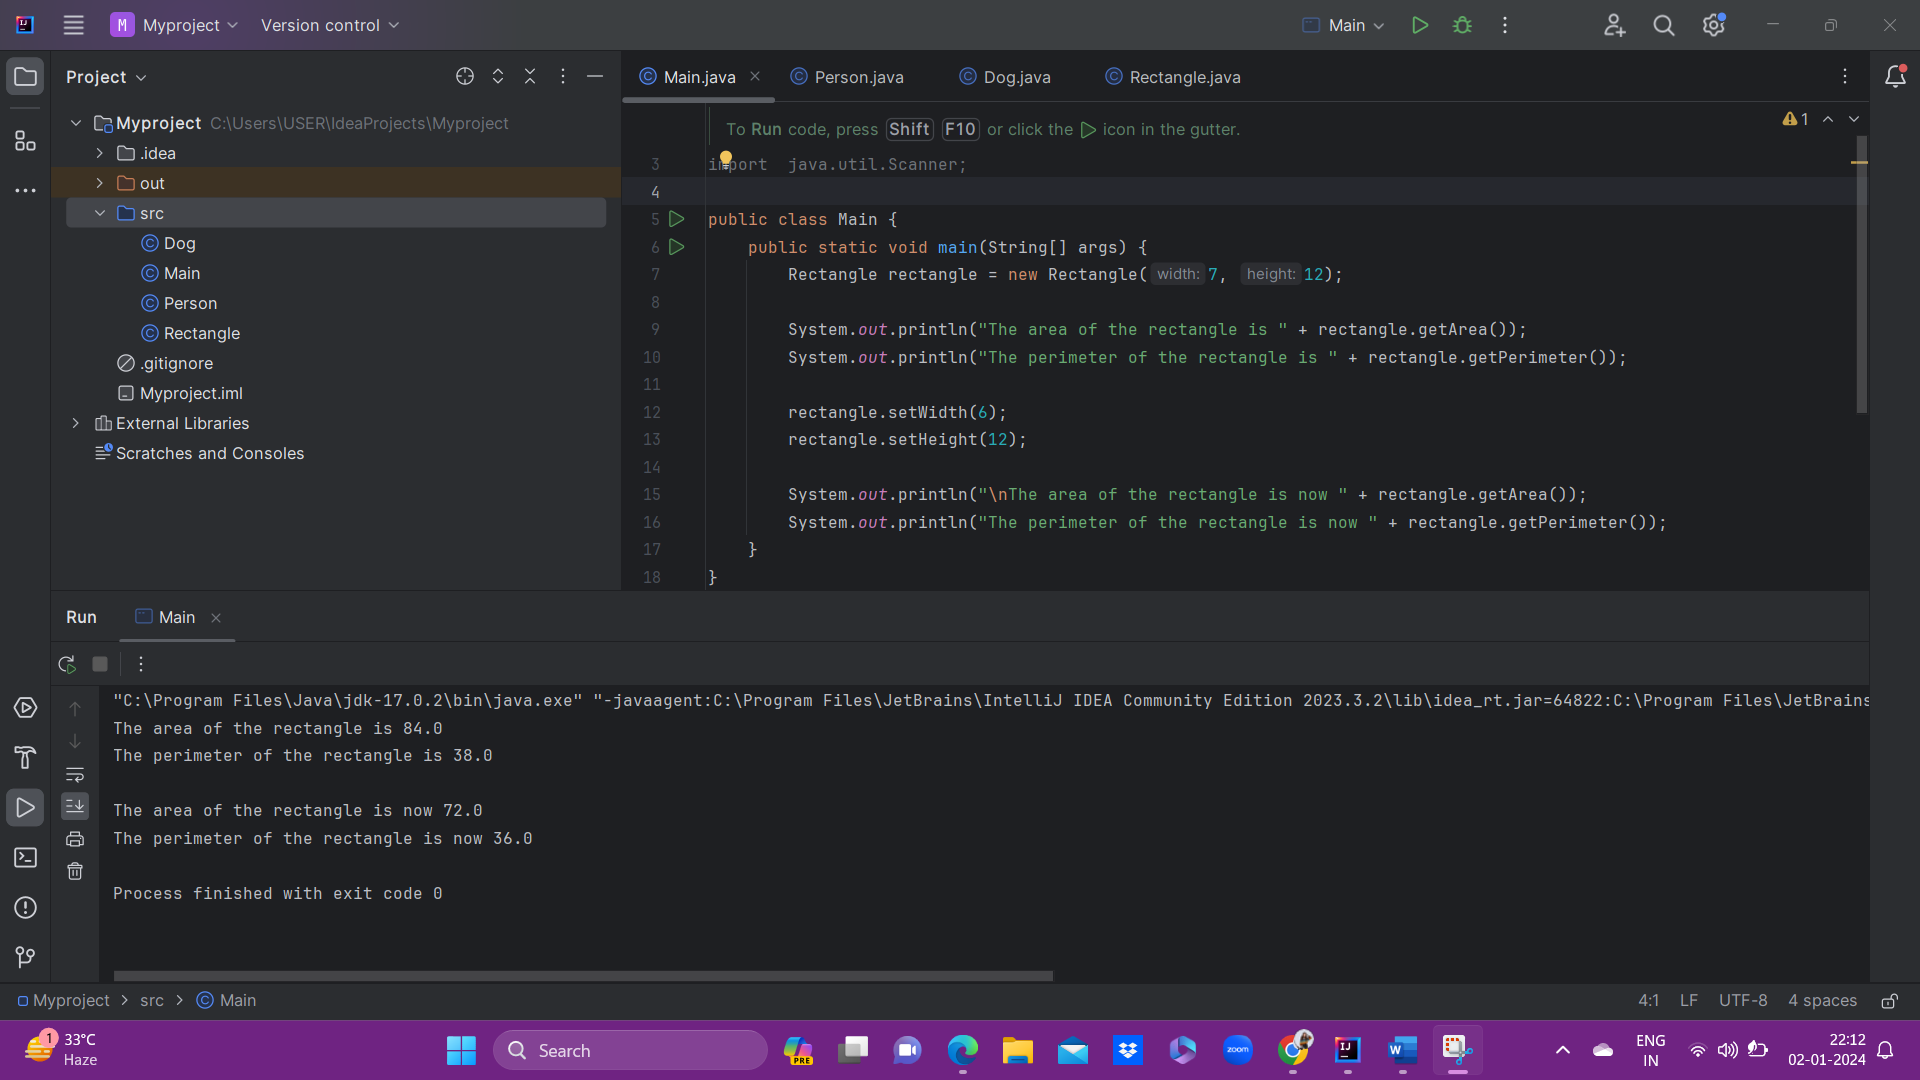 M Myproject Version control Main
Project
Main.java Person.java Dog.java Rectangle.java
Myproject C:\Users\USER\IdeaProjects\Myproject
.idea
out
src
Dog
Main
Person
Rectangle
.gitignore
Myproject.iml
External Libraries
Scratches and Consoles
To Run code, press Shift F10 or click the icon in the gutter.
1
3 import java.util.Scanner;
4
5 public class Main {
6 public static void main(String[] args) {
7 Rectangle rectangle = new Rectangle( width: 7, height: 12);
8
9 System.out.println("The area of the rectangle is " + rectangle.getArea());
10 System.out.println("The perimeter of the rectangle is " + rectangle.getPerimeter());
11
12 rectangle.setWidth(6);
13 rectangle.setHeight(12);
14
15 System.out.println("\nThe area of the rectangle is now " + rectangle.getArea());
16 System.out.println("The perimeter of the rectangle is now " + rectangle.getPerimeter());
17 }
18 }
Run Main
"C:\Program Files\Java\jdk-17.0.2\bin\java.exe" "-javaagent:C:\Program Files\JetBrains\IntelliJ IDEA Community Edition 2023.3.2\lib\idea_rt.jar=64822:C:\Program Files\JetBrains
The area of the rectangle is 84.0
The perimeter of the rectangle is 38.0
The area of the rectangle is now 72.0
The perimeter of the rectangle is now 36.0
Process finished with exit code 0
Myproject > src > Main
4:1 LF UTF-8 4 spaces
1
33°C
Haze
Search
PRE
zoom
IJ
W
ENG
IN
22:12
02-01-2024